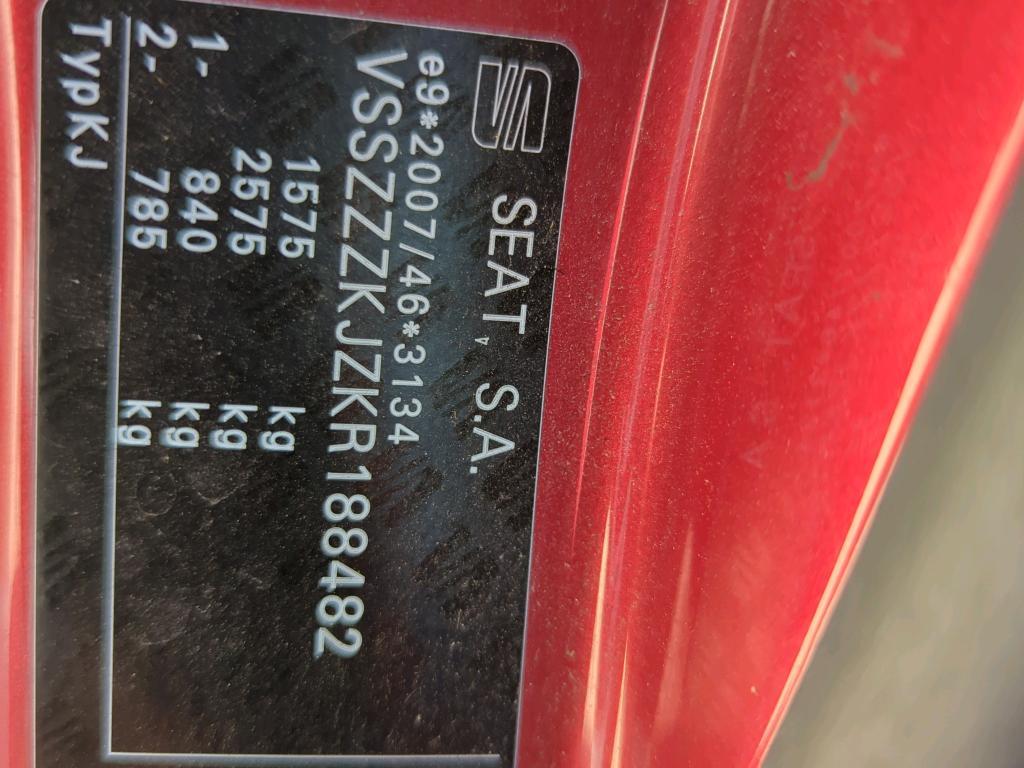 SEAT, S.A.
e9*2007/46*3134
VSSZZZKJZKR188482
1575 kg
2575 kg
1- 840 kg
2- 785 kg
TypKJ